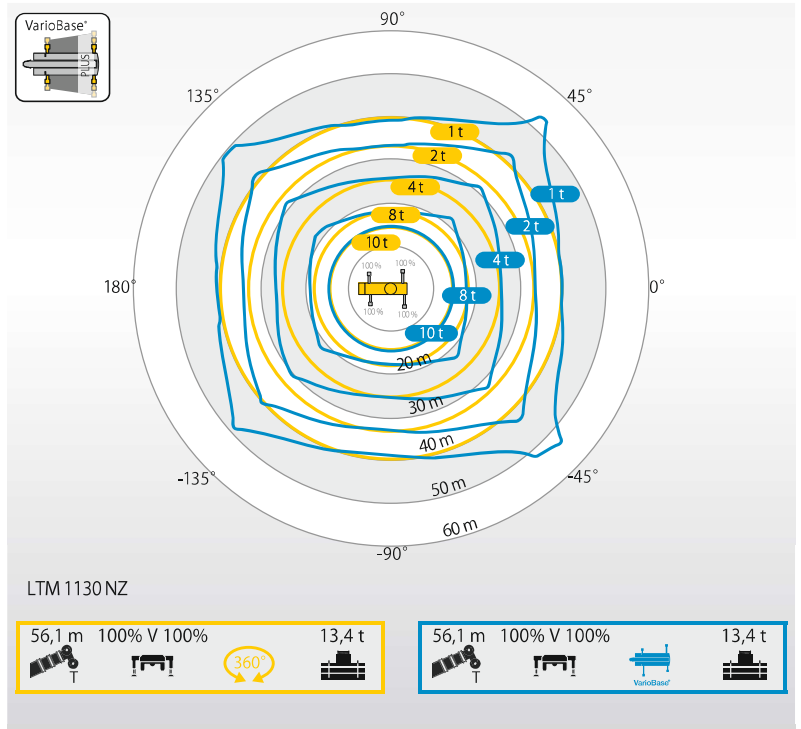 VarioBase®
PLUS
90°
135°
45°
1 t
2 t
4 t
8 t
10 t
1 t
2 t
4 t
8 t
10 t
100 %
100 %
100 %
100 %
180°
0°
20 m
30 m
40 m
50 m
60 m
-135°
-45°
-90°
LTM 1130 NZ
56,1 m 100% V 100% 13,4 t
T
360°
56,1 m 100% V 100% 13,4 t
T
VarioBase®